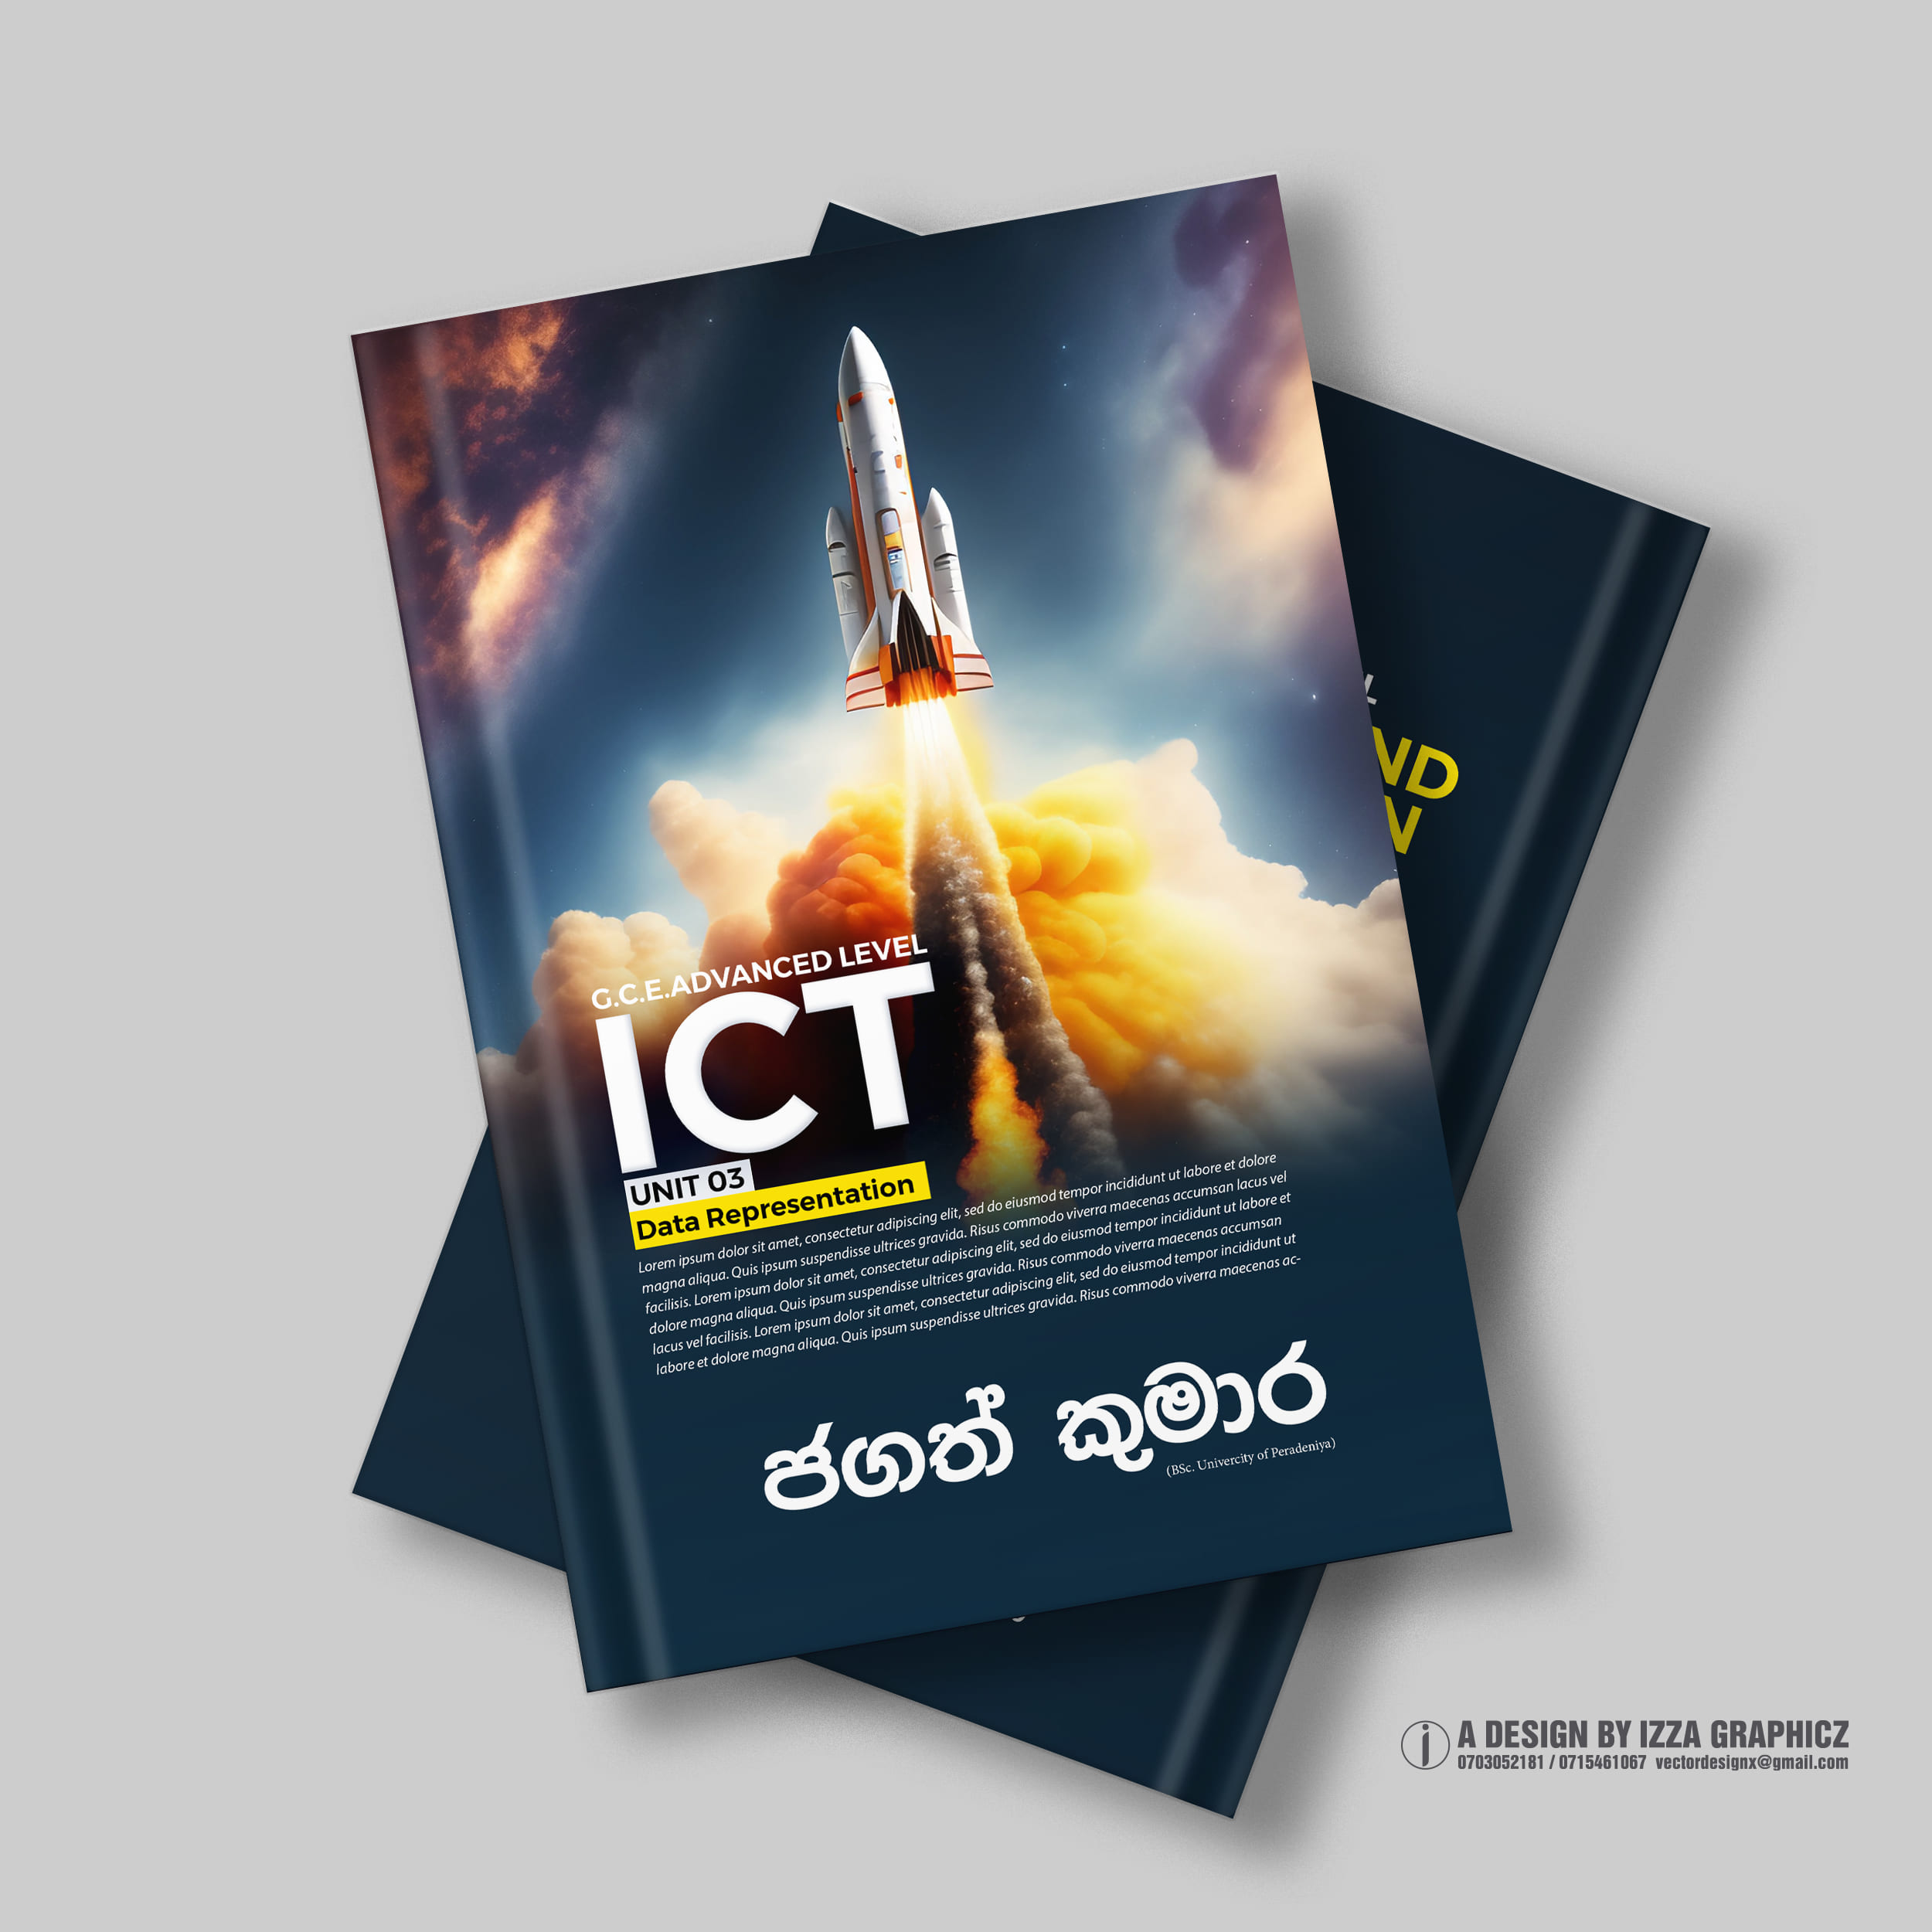 G.C.E.ADVANCED LEVEL
ICT
UNIT 03
Data Representation
Lorem ipsum dolor sit amet, consectetur adipiscing elit, sed do eiusmod tempor incididunt ut labore et dolore
magna aliqua. Quis ipsum suspendisse ultrices gravida. Risus commodo viverra maecenas accumsan lacus vel
facilisis. Lorem ipsum dolor sit amet, consectetur adipiscing elit, sed do eiusmod tempor incididunt ut labore et
dolore magna aliqua. Quis ipsum suspendisse ultrices gravida. Risus commodo viverra maecenas accumsan
lacus vel facilisis. Lorem ipsum dolor sit amet, consectetur adipiscing elit, sed do eiusmod tempor incididunt ut
labore et dolore magna aliqua. Quis ipsum suspendisse ultrices gravida. Risus commodo viverra maecenas ac-
ජගත් කුමාර
(BSc. Univercity of Peradeniya)
ND
A DESIGN BY IZZA GRAPHICZ
0703052181 / 0715461067 vectordesignx@gmail.com